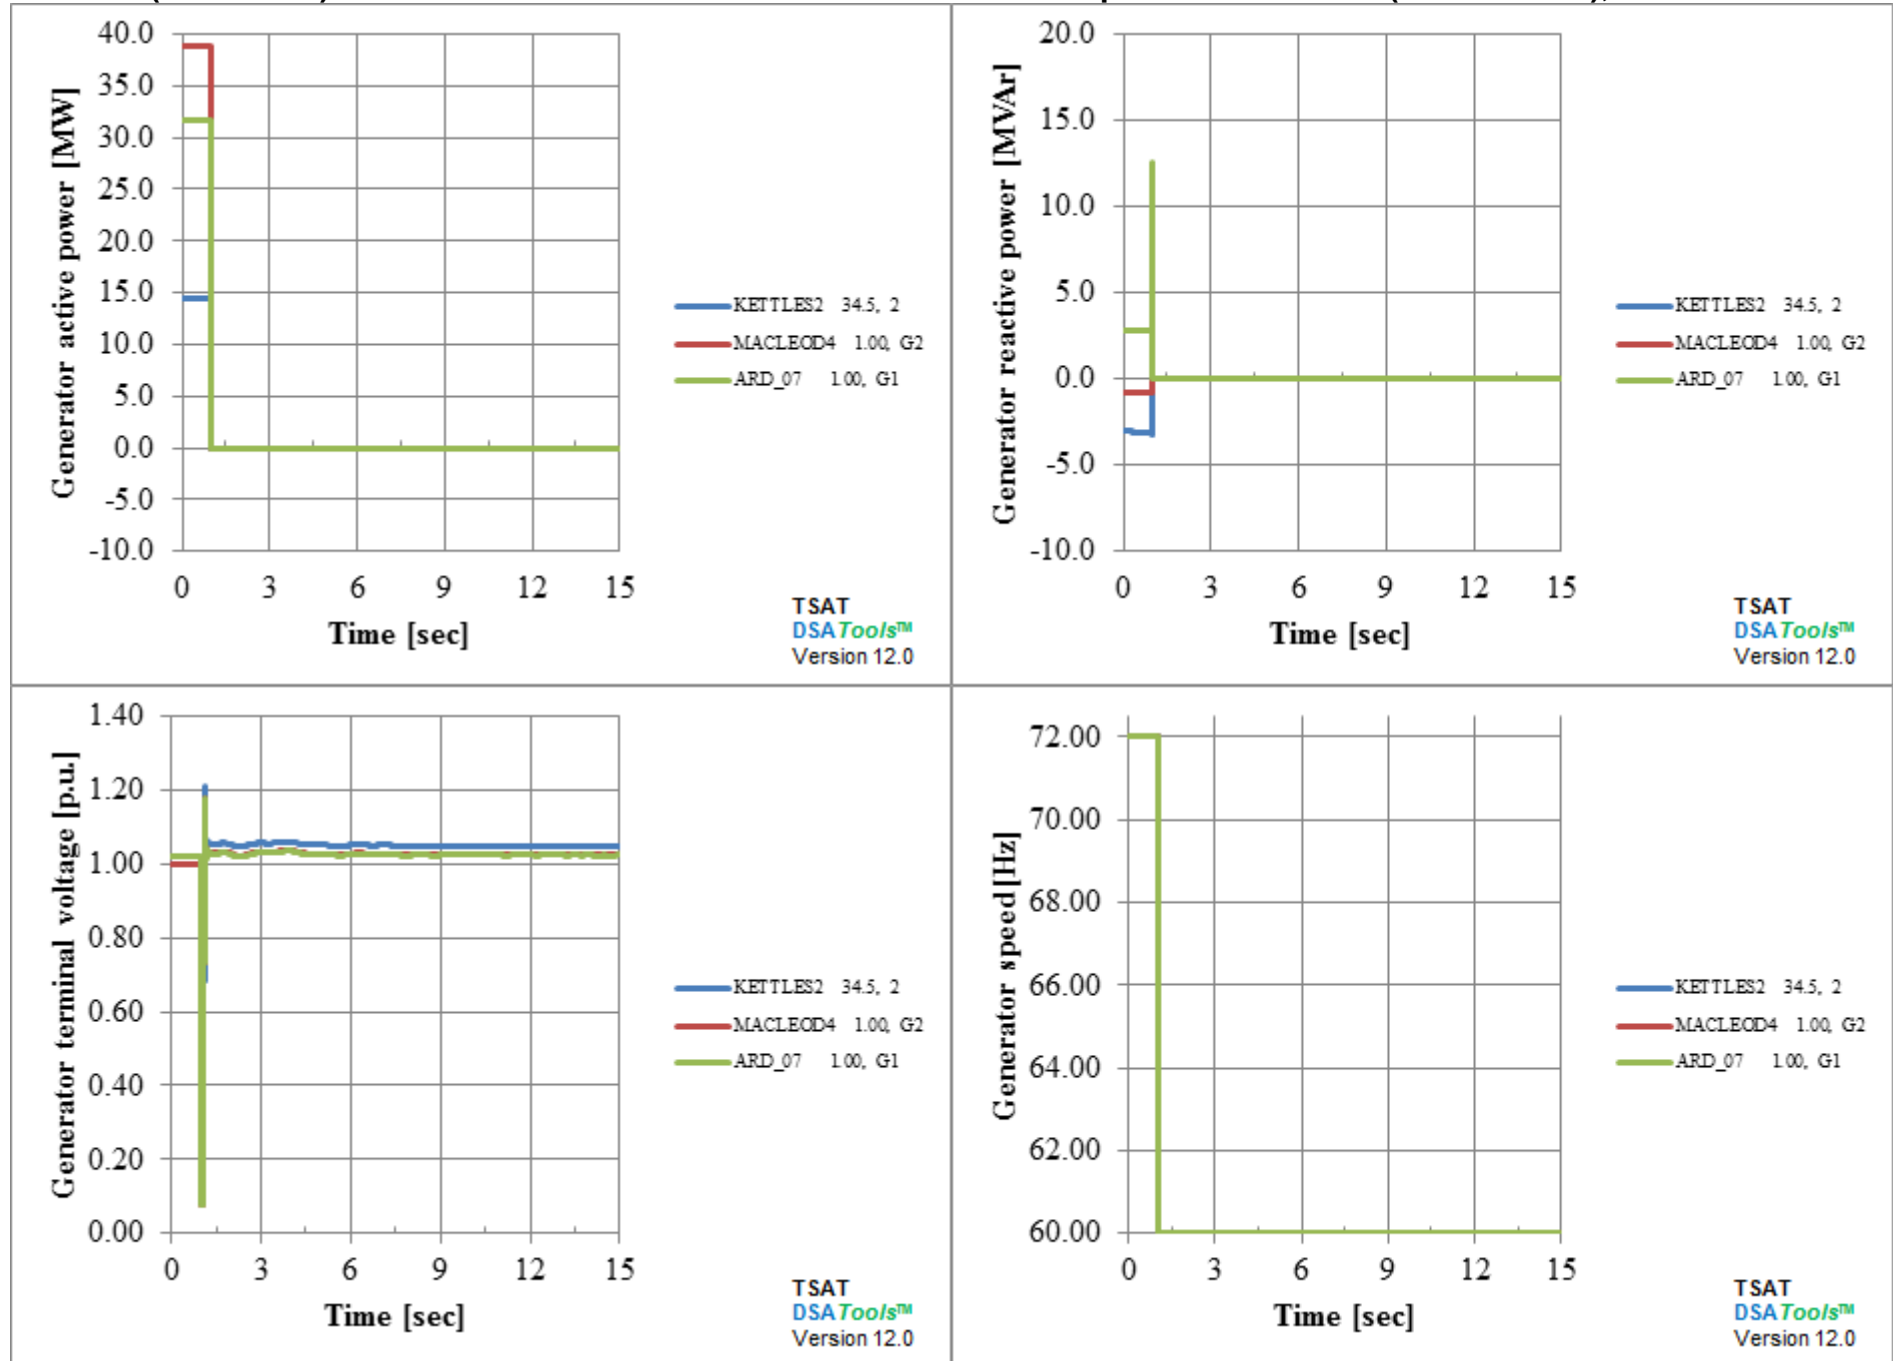 Generator active power [MW]
40.0
35.0
30.0
25.0
20.0
15.0
10.0
5.0
0.0
-5.0
-10.0
0 3 6 9 12 15
Time [sec]
KETTLES2 34.5, 2
MACLEOD4 1.00, G2
ARD_07 1.00, G1
TSAT
DSATools™
Version 12.0
Generator reactive power [MVAr]
20.0
15.0
10.0
5.0
0.0
-5.0
-10.0
0 3 6 9 12 15
Time [sec]
KETTLES2 34.5, 2
MACLEOD4 1.00, G2
ARD_07 1.00, G1
TSAT
DSATools™
Version 12.0
Generator terminal voltage [p.u.]
1.40
1.20
1.00
0.80
0.60
0.40
0.20
0.00
0 3 6 9 12 15
Time [sec]
KETTLES2 34.5, 2
MACLEOD4 1.00, G2
ARD_07 1.00, G1
TSAT
DSATools™
Version 12.0
Generator speed[Hz]
72.00
70.00
68.00
66.00
64.00
62.00
60.00
0 3 6 9 12 15
Time [sec]
KETTLES2 34.5, 2
MACLEOD4 1.00, G2
ARD_07 1.00, G1
TSAT
DSATools™
Version 12.0